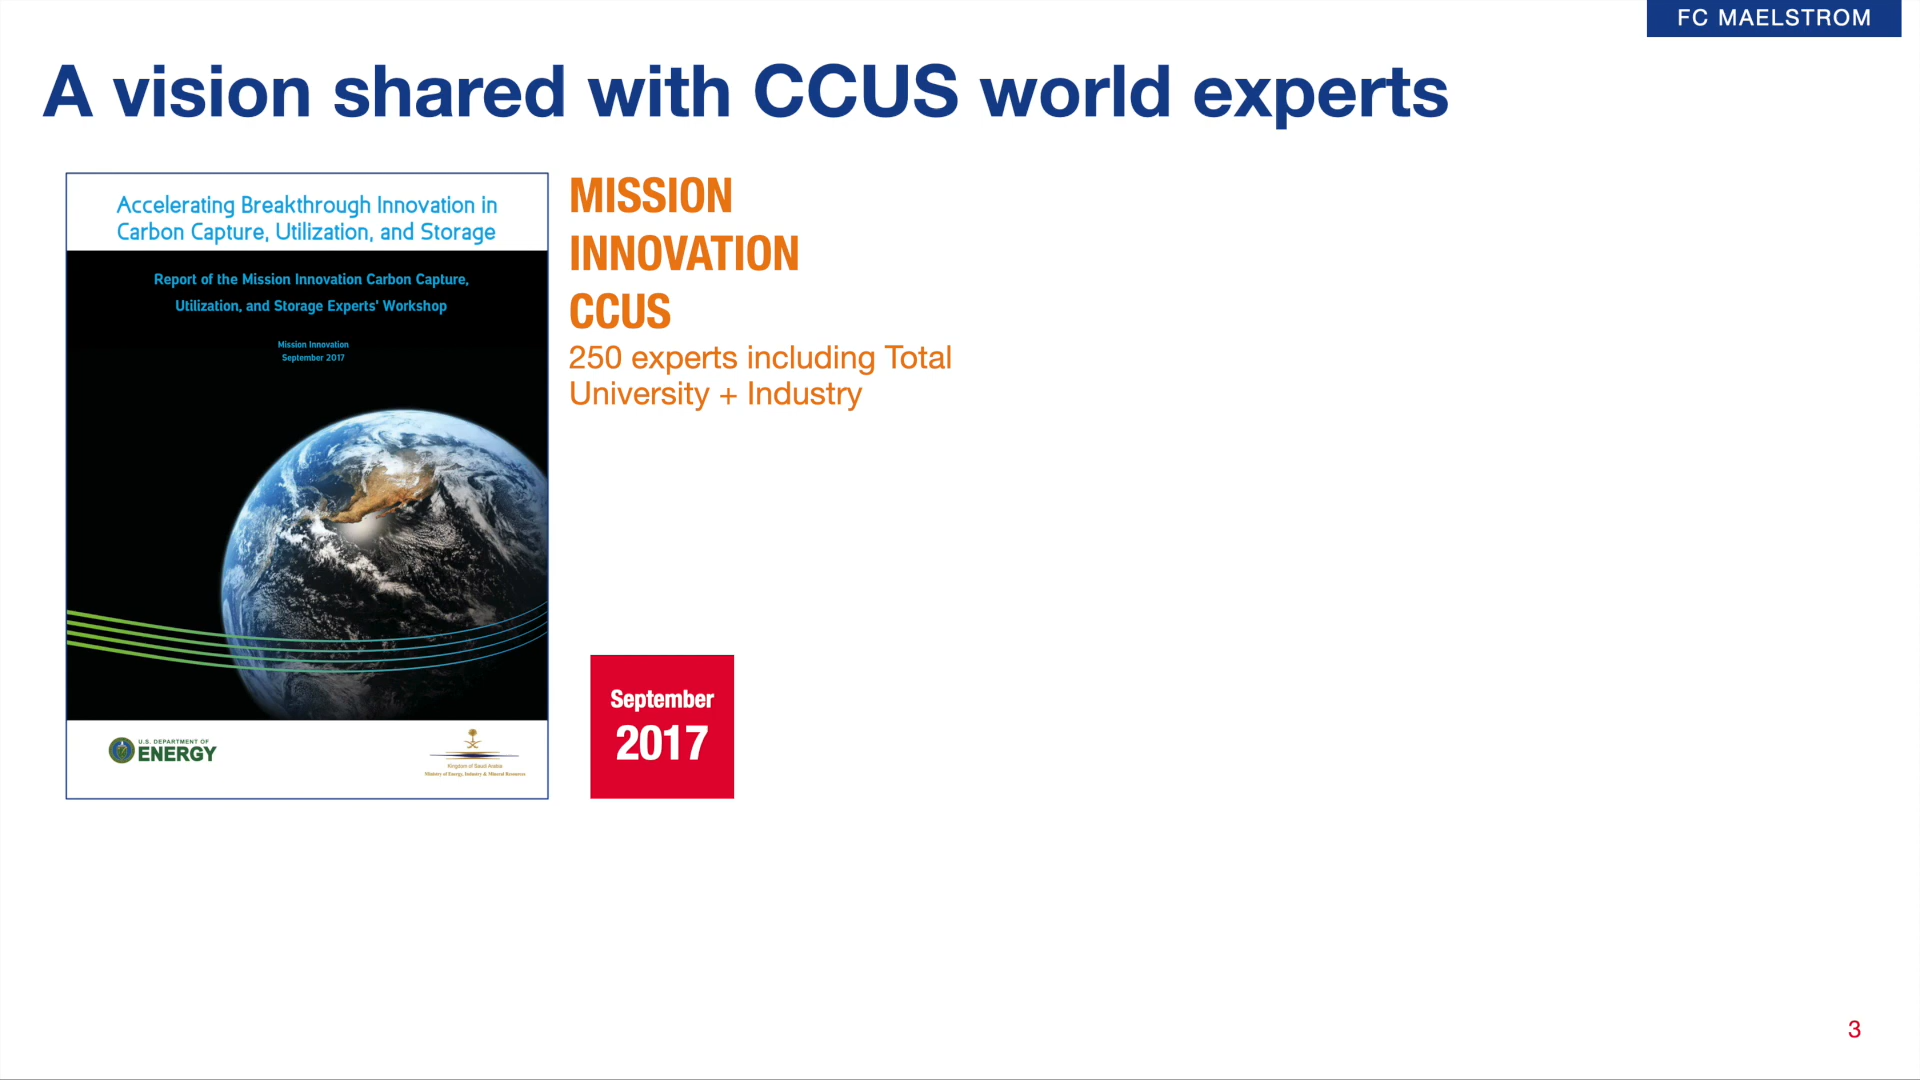 FC MAELSTROM
A vision shared with CCUS world experts
Accelerating Breakthrough Innovation in
Carbon Capture, Utilization, and Storage
Report of the Mission Innovation Carbon Capture,
Utilization, and Storage Experts' Workshop
Mission Innovation
September 2017
U.S. DEPARTMENT OF
ENERGY
Kingdom of Saudi Arabia
Ministry of Energy, Industry & Mineral Resources
MISSION
INNOVATION
CCUS
250 experts including Total
University + Industry
September
2017
3